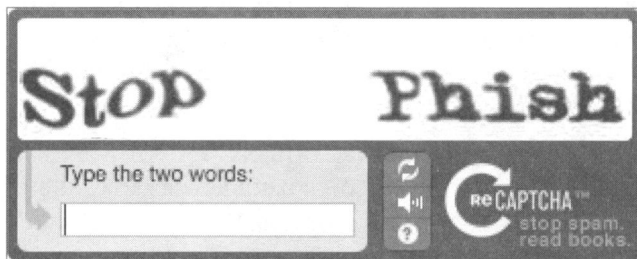 Stop Phish
Type the two words:
?
ReCAPTCHA™
stop spam.
read books.